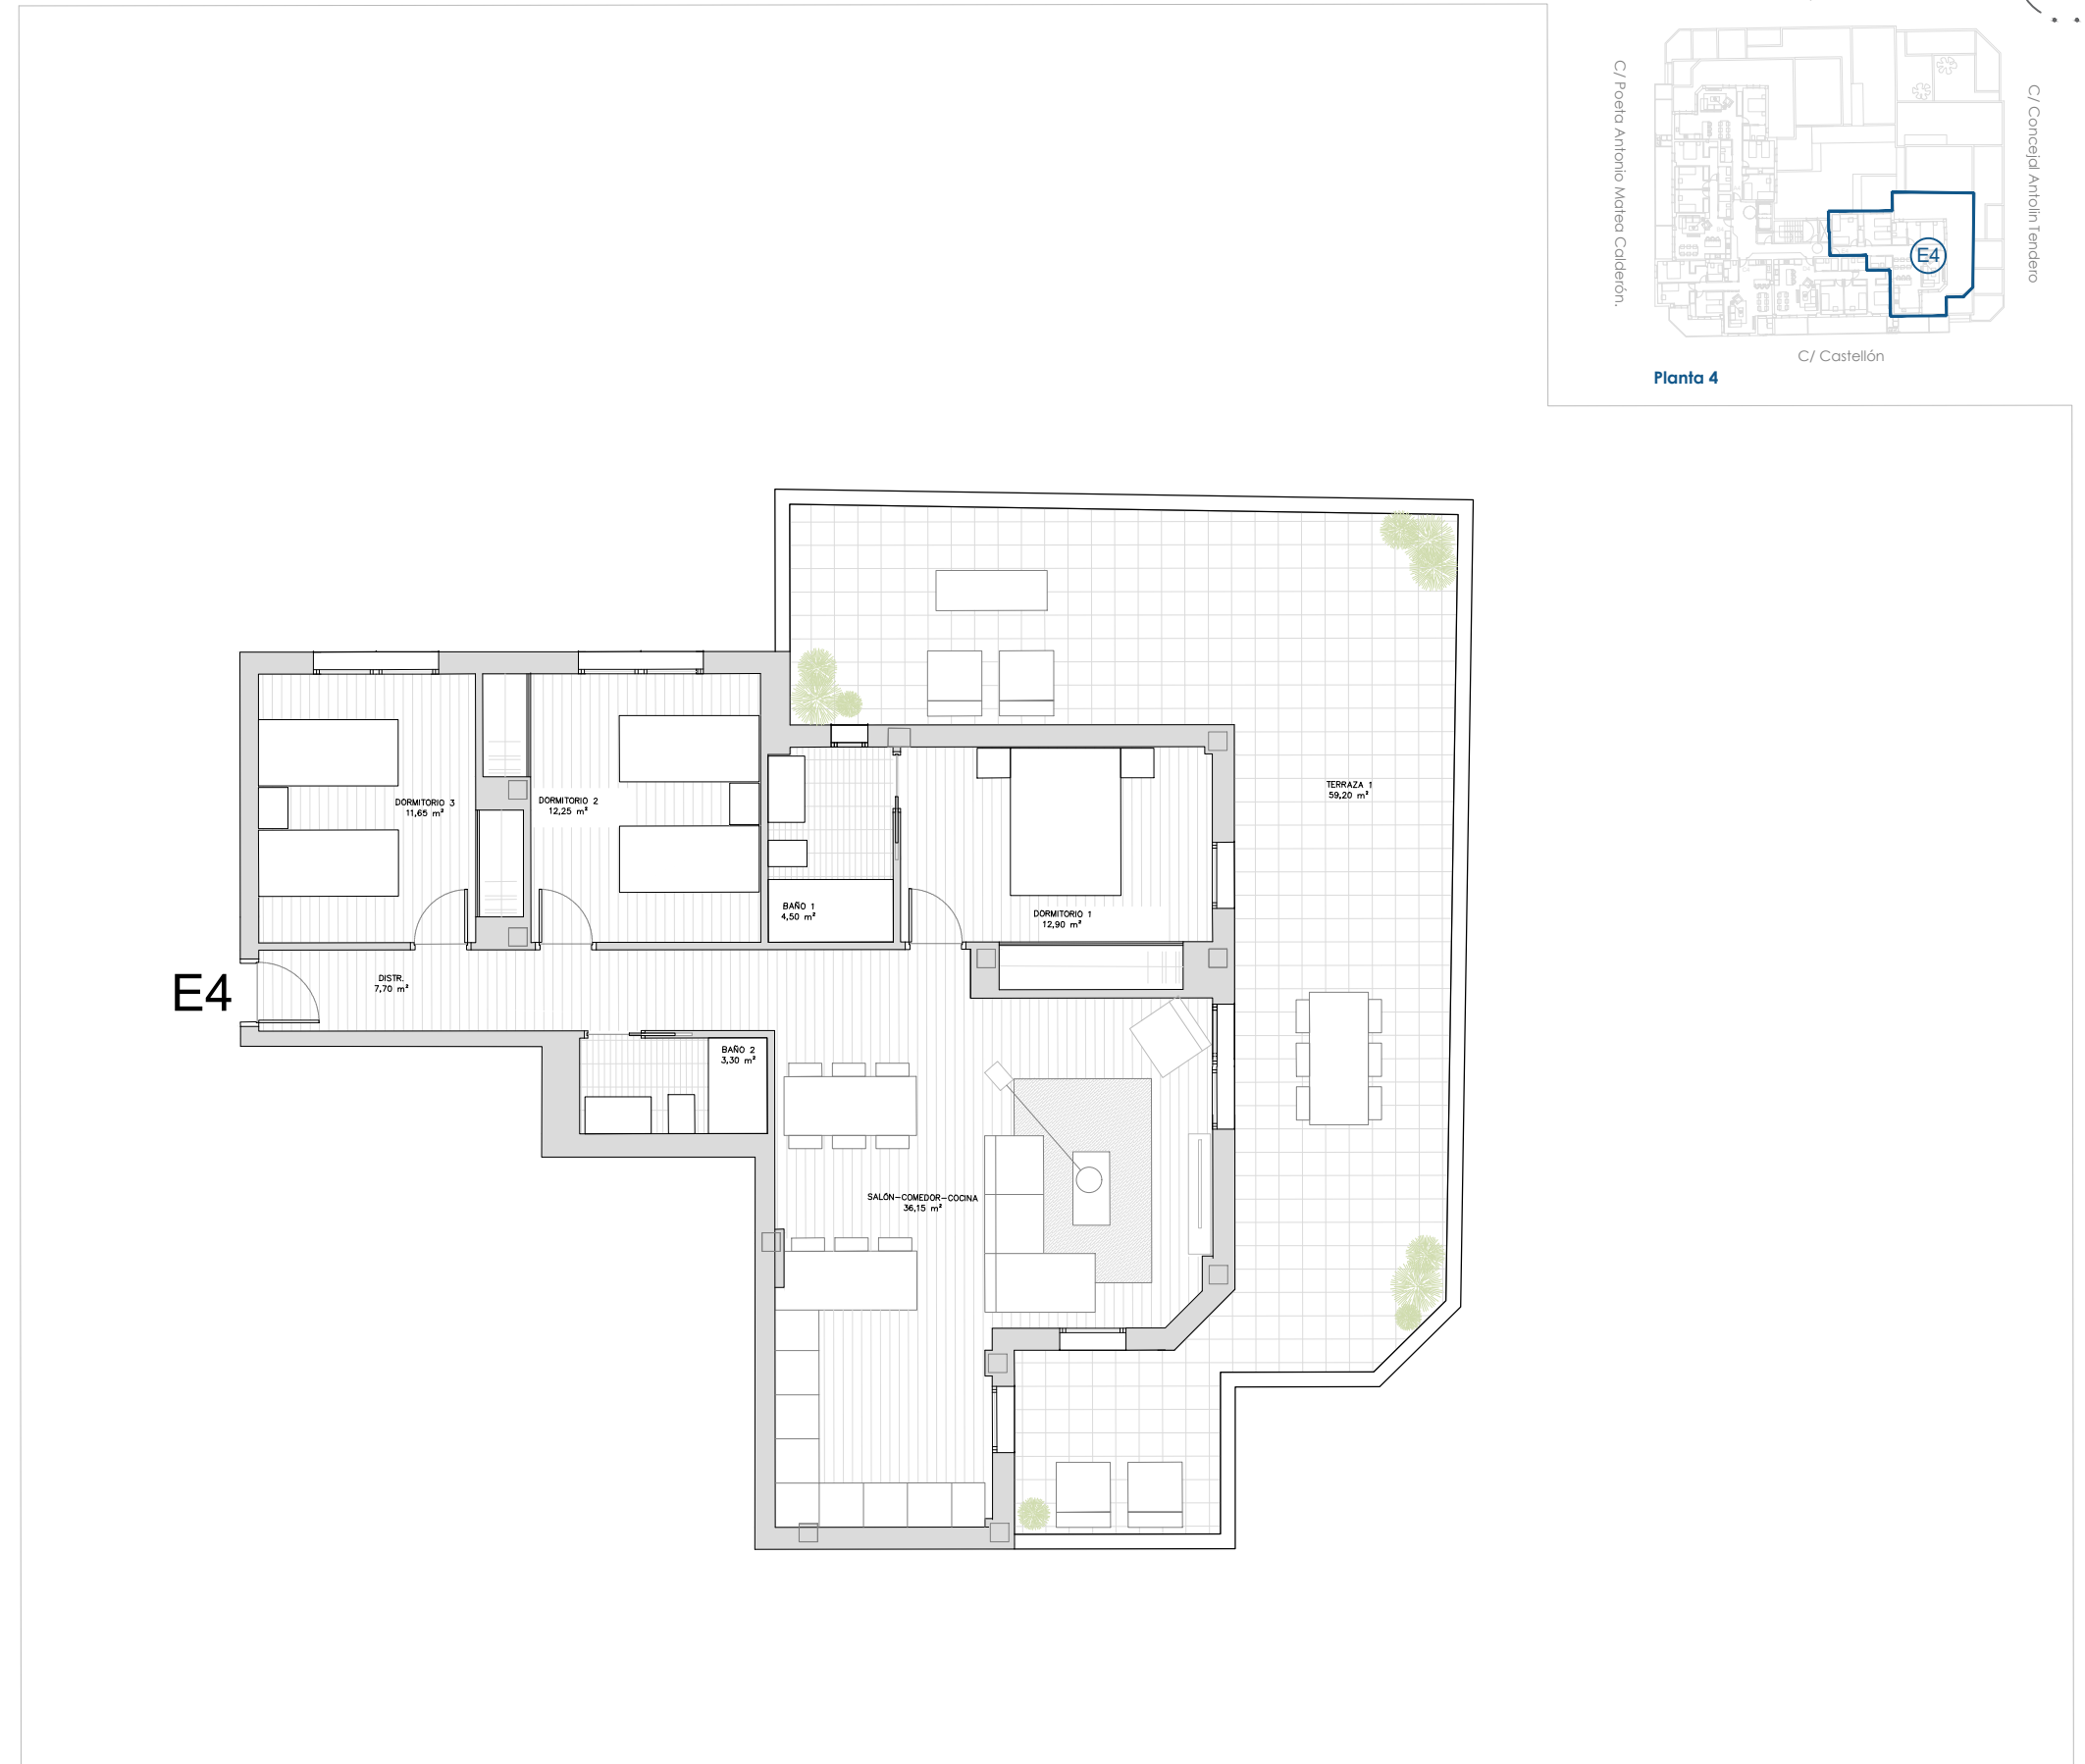 C/ Poeta Antonio Matea Calderón.
C/ Concejal Antolin Tendero
E4
C/ Castellón
Planta 4
TERRAZA 1
59,20 m²
DORMITORIO 3
11,65 m²
DORMITORIO 2
12,25 m²
BAÑO 1
4,50 m²
DORMITORIO 1
12,90 m²
E4
DISTR.
7,70 m²
BAÑO 2
3,30 m²
SALÓN-COMEDOR-COCINA
36,15 m²